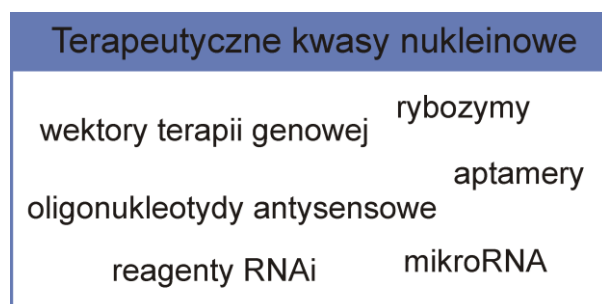 Terapeutyczne kwasy nukleinowe
rybozymy
wektory terapii genowej
aptamery
oligonukleotydy antysensowe
mikroRNA
reagenty RNAi